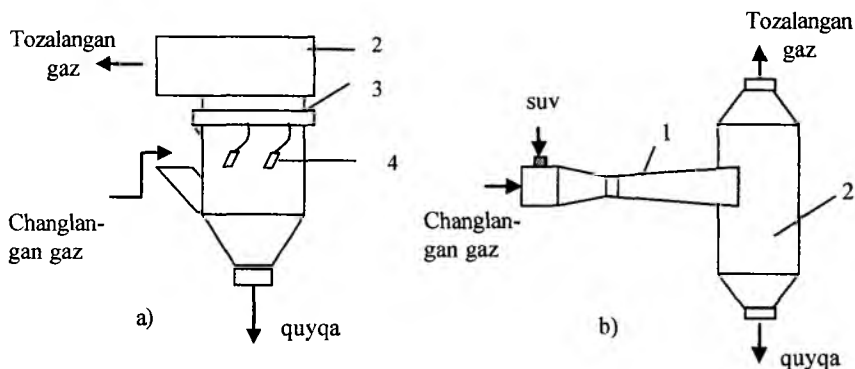 Tozalangan
gaz
2
3
4
Changlan-
gan gaz
a)
quyqa
Tozalangan
gaz
suv
1
Changlan-
gan gaz
2
b)
quyqa